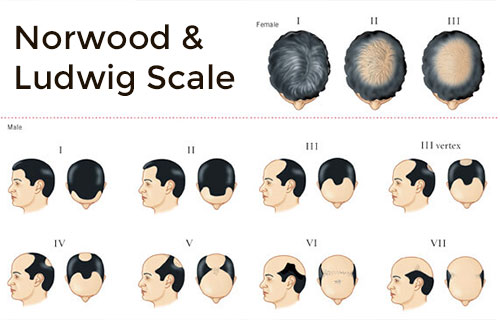 Norwood &
Ludwig Scale
Female I II III
Male
I II III III vertex
IV V VI VII